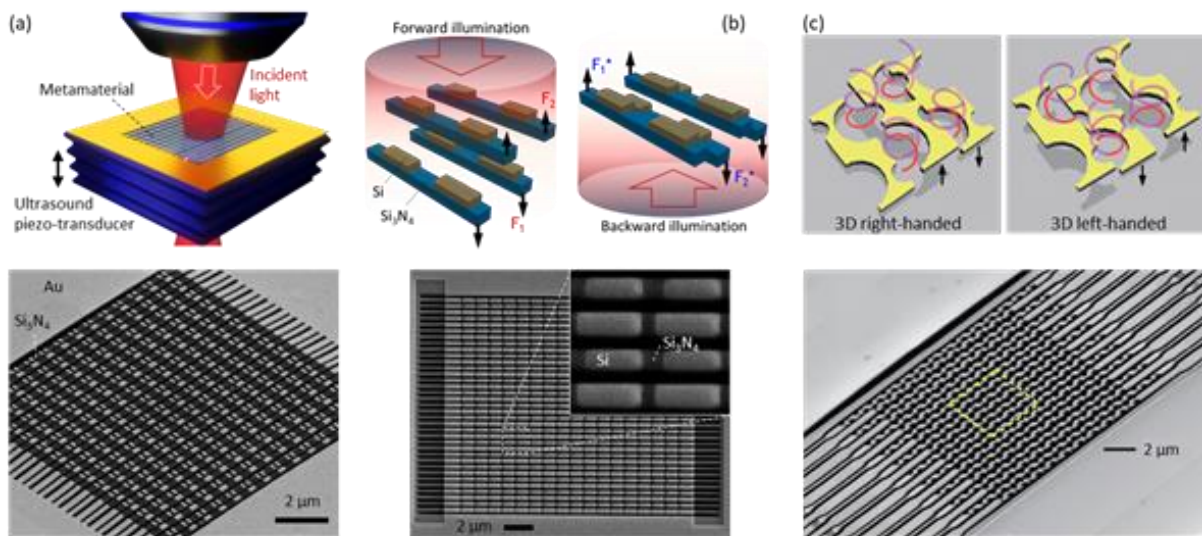 (a)
Metamaterial
Incident
light
Ultrasound
piezo-transducer
Forward illumination
(b)
F₂
F₁
Si
Si₃N₄
F₁*
F₂*
Backward illumination
(c)
3D right-handed
3D left-handed
Au
Si₃N₄
2 µm
Si
Si₃N₄
2 µm
2 µm